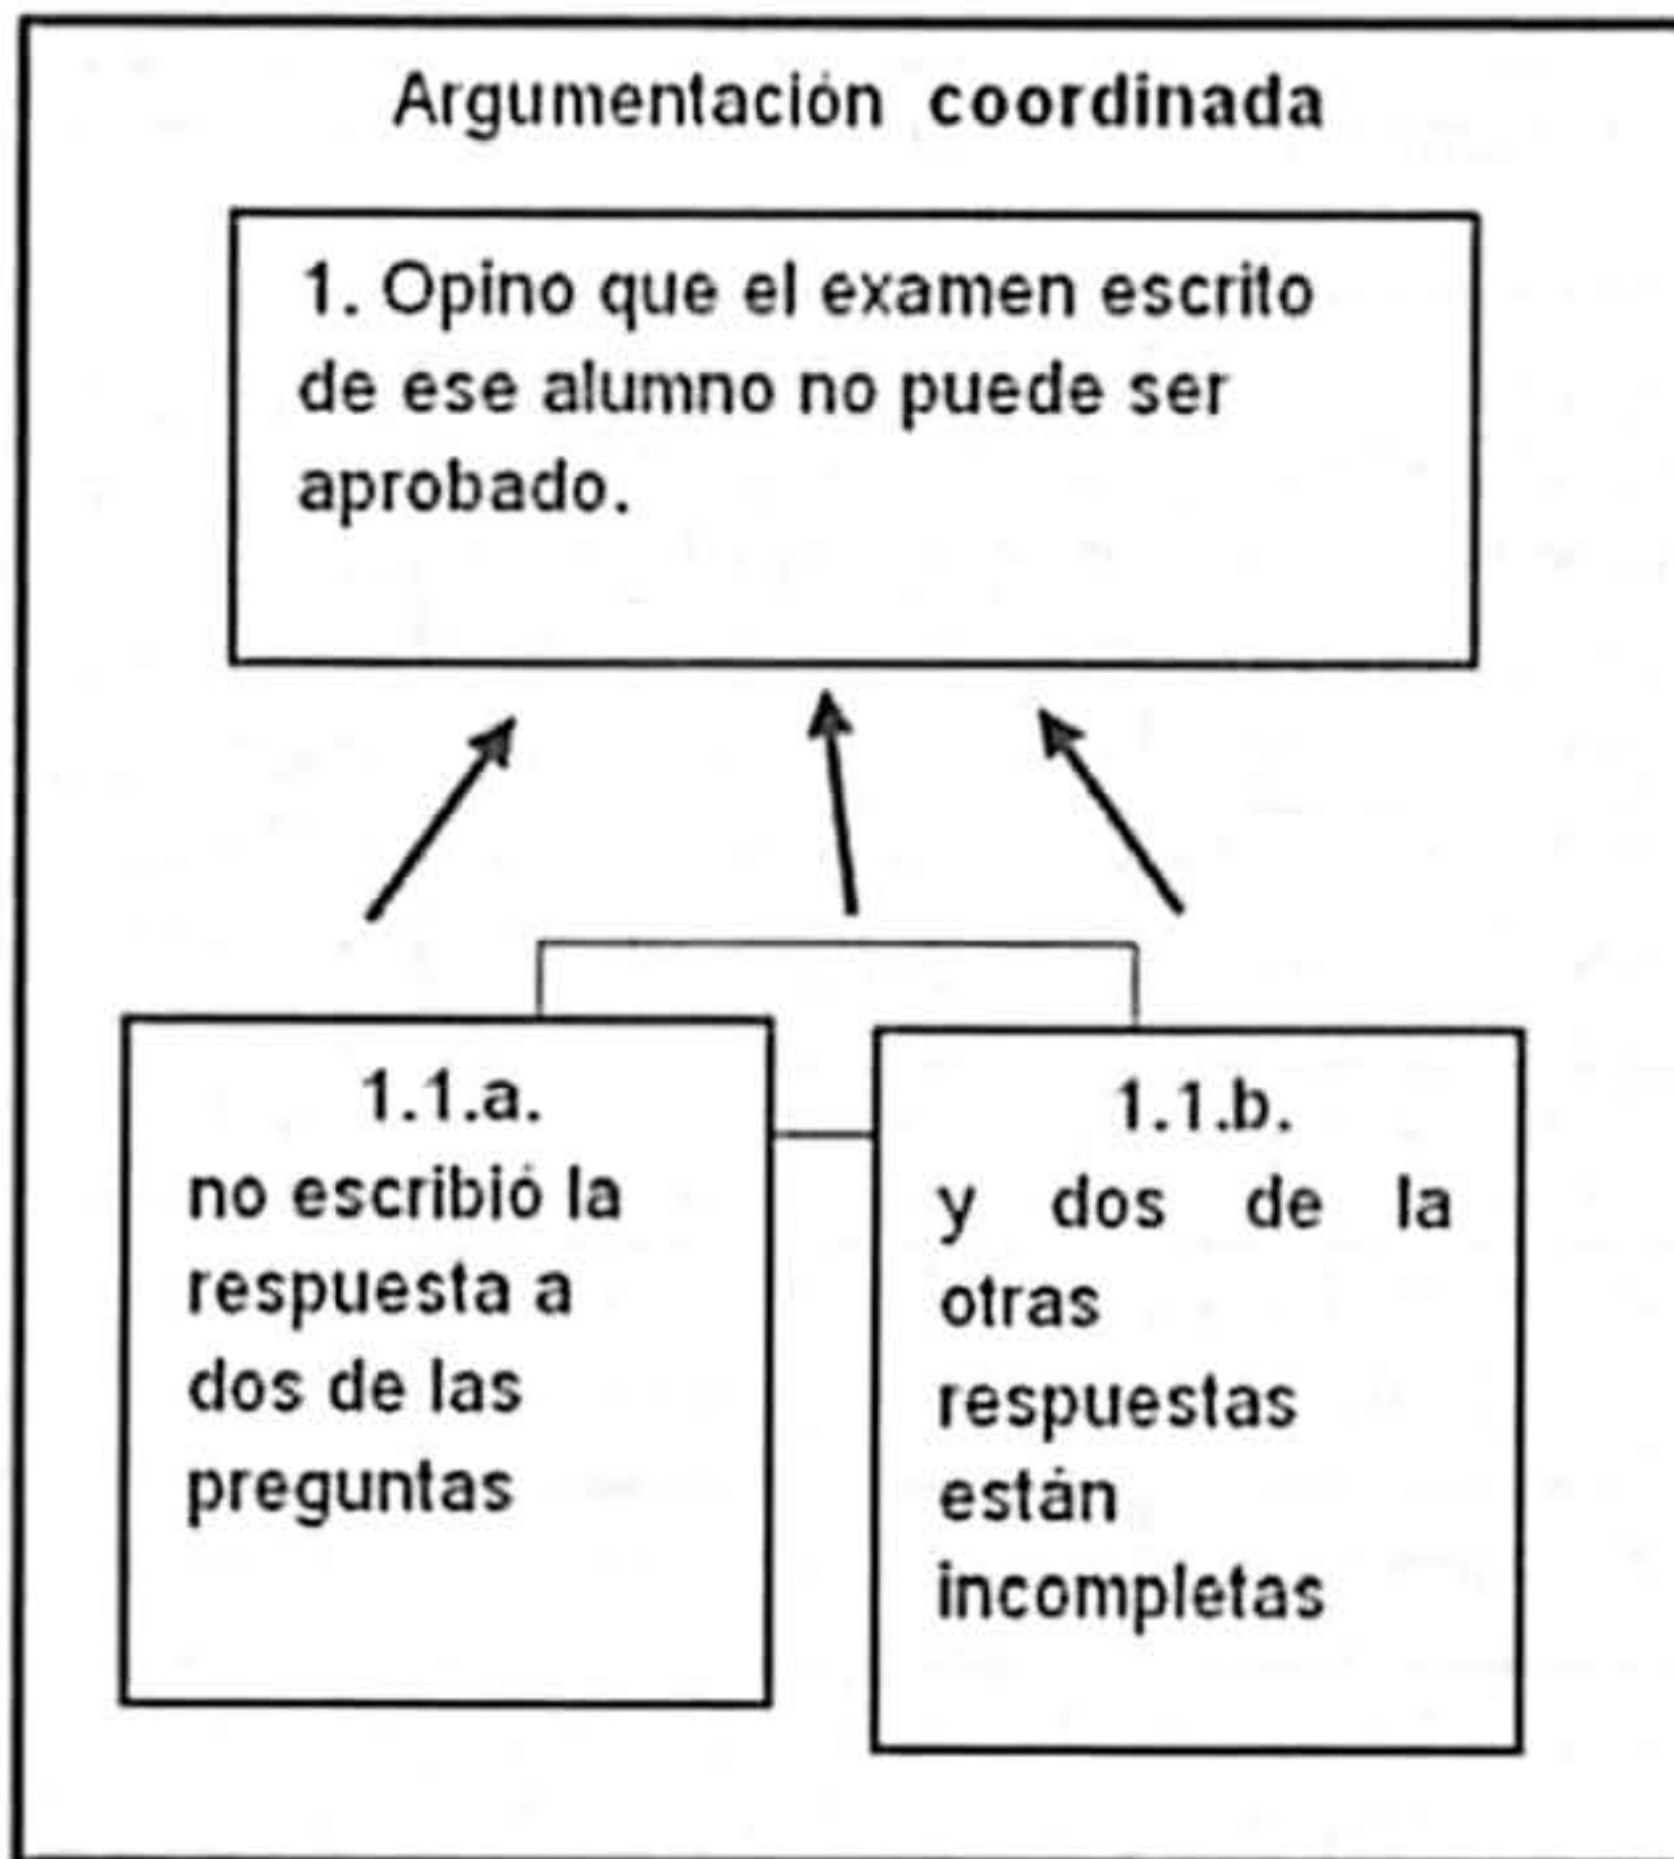 Argumentación coordinada
1. Opino que el examen escrito
de ese alumno no puede ser
aprobado.
1.1.a.
no escribió la
respuesta a
dos de las
preguntas
1.1.b.
y dos de la
otras
respuestas
están
incompletas